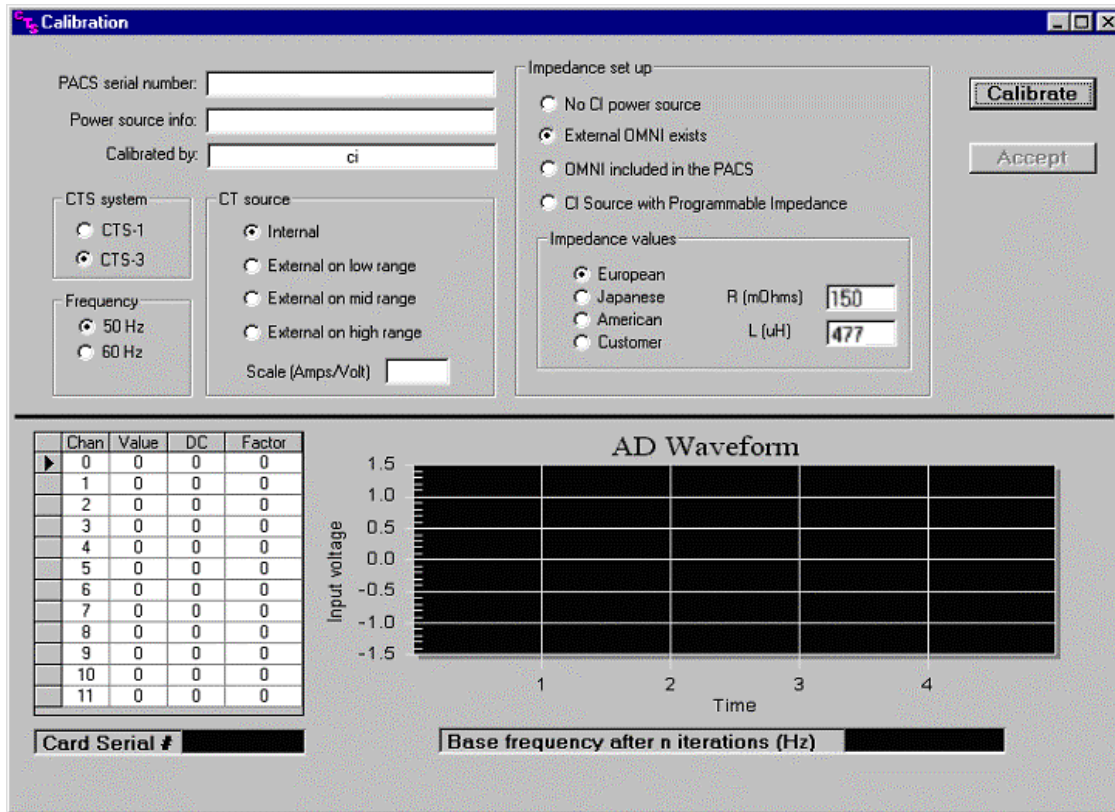 CTS Calibration
PACS serial number:
Power source info:
Calibrated by: ci
CTS system
CTS-1
CTS-3
Frequency
50 Hz
60 Hz
CT source
Internal
External on low range
External on mid range
External on high range
Scale (Amps/Volt)
Impedance set up
No CI power source
External OMNI exists
OMNI included in the PACS
CI Source with Programmable Impedance
Impedance values
European
Japanese
American
Customer
R (mOhms) 150
L (uH) 477
Calibrate
Accept
Chan Value DC Factor
0 0 0 0
1 0 0 0
2 0 0 0
3 0 0 0
4 0 0 0
5 0 0 0
6 0 0 0
7 0 0 0
8 0 0 0
9 0 0 0
10 0 0 0
11 0 0 0
Card Serial #
AD Waveform
Input voltage
1.5
1.0
0.5
0.0
-0.5
-1.0
-1.5
1 2 3 4
Time
Base frequency after n iterations (Hz)